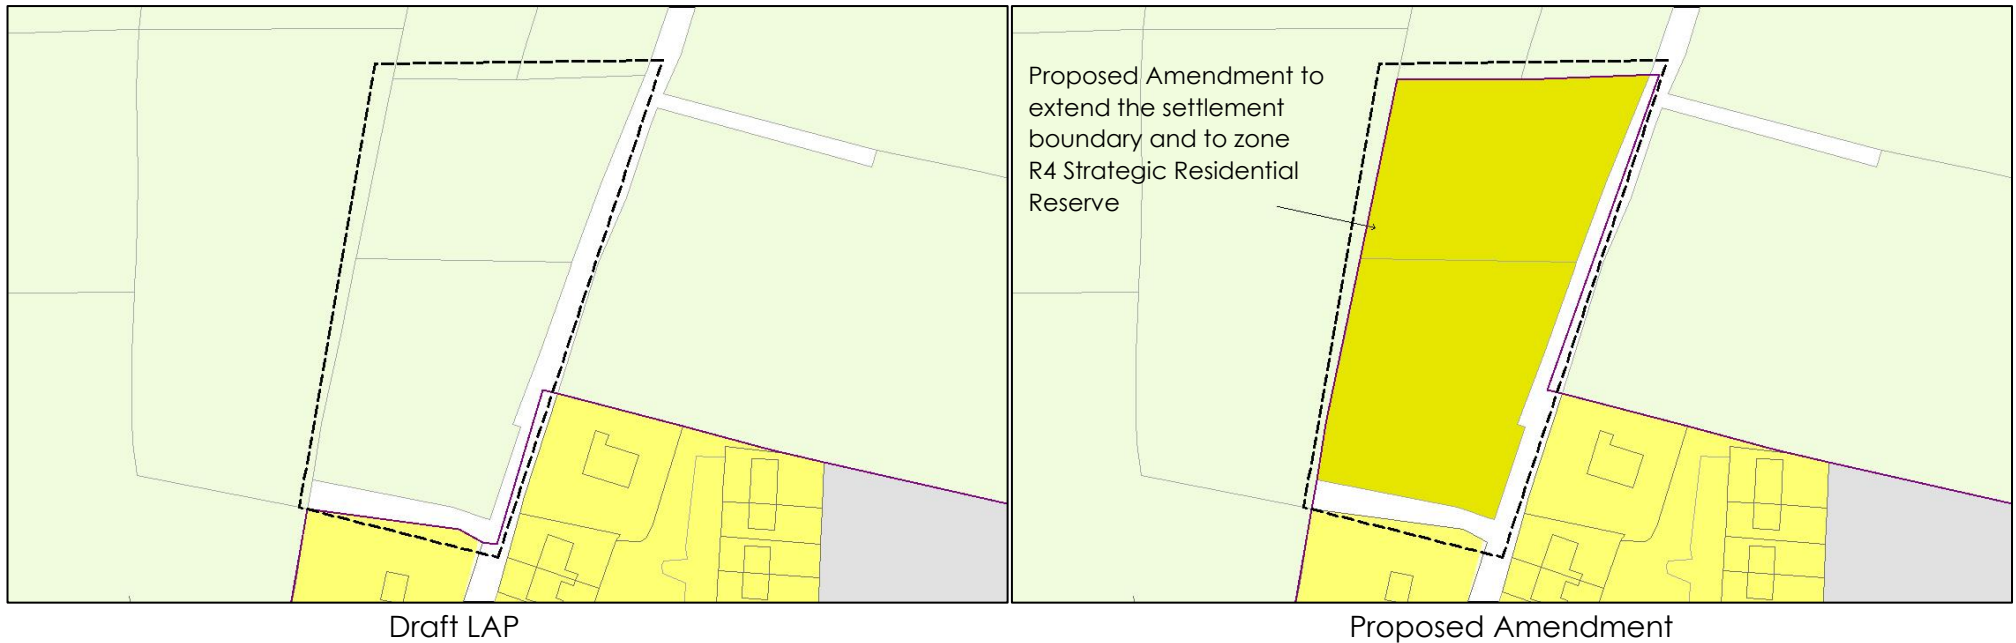 Proposed Amendment to
extend the settlement
boundary and to zone
R4 Strategic Residential
Reserve
Draft LAP
Proposed Amendment